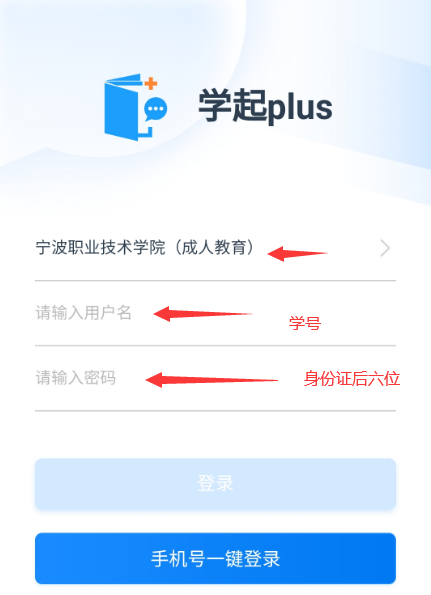 学起plus
宁波职业技术学院（成人教育）
请输入用户名
学号
请输入密码
身份证后六位
登录
手机号一键登录